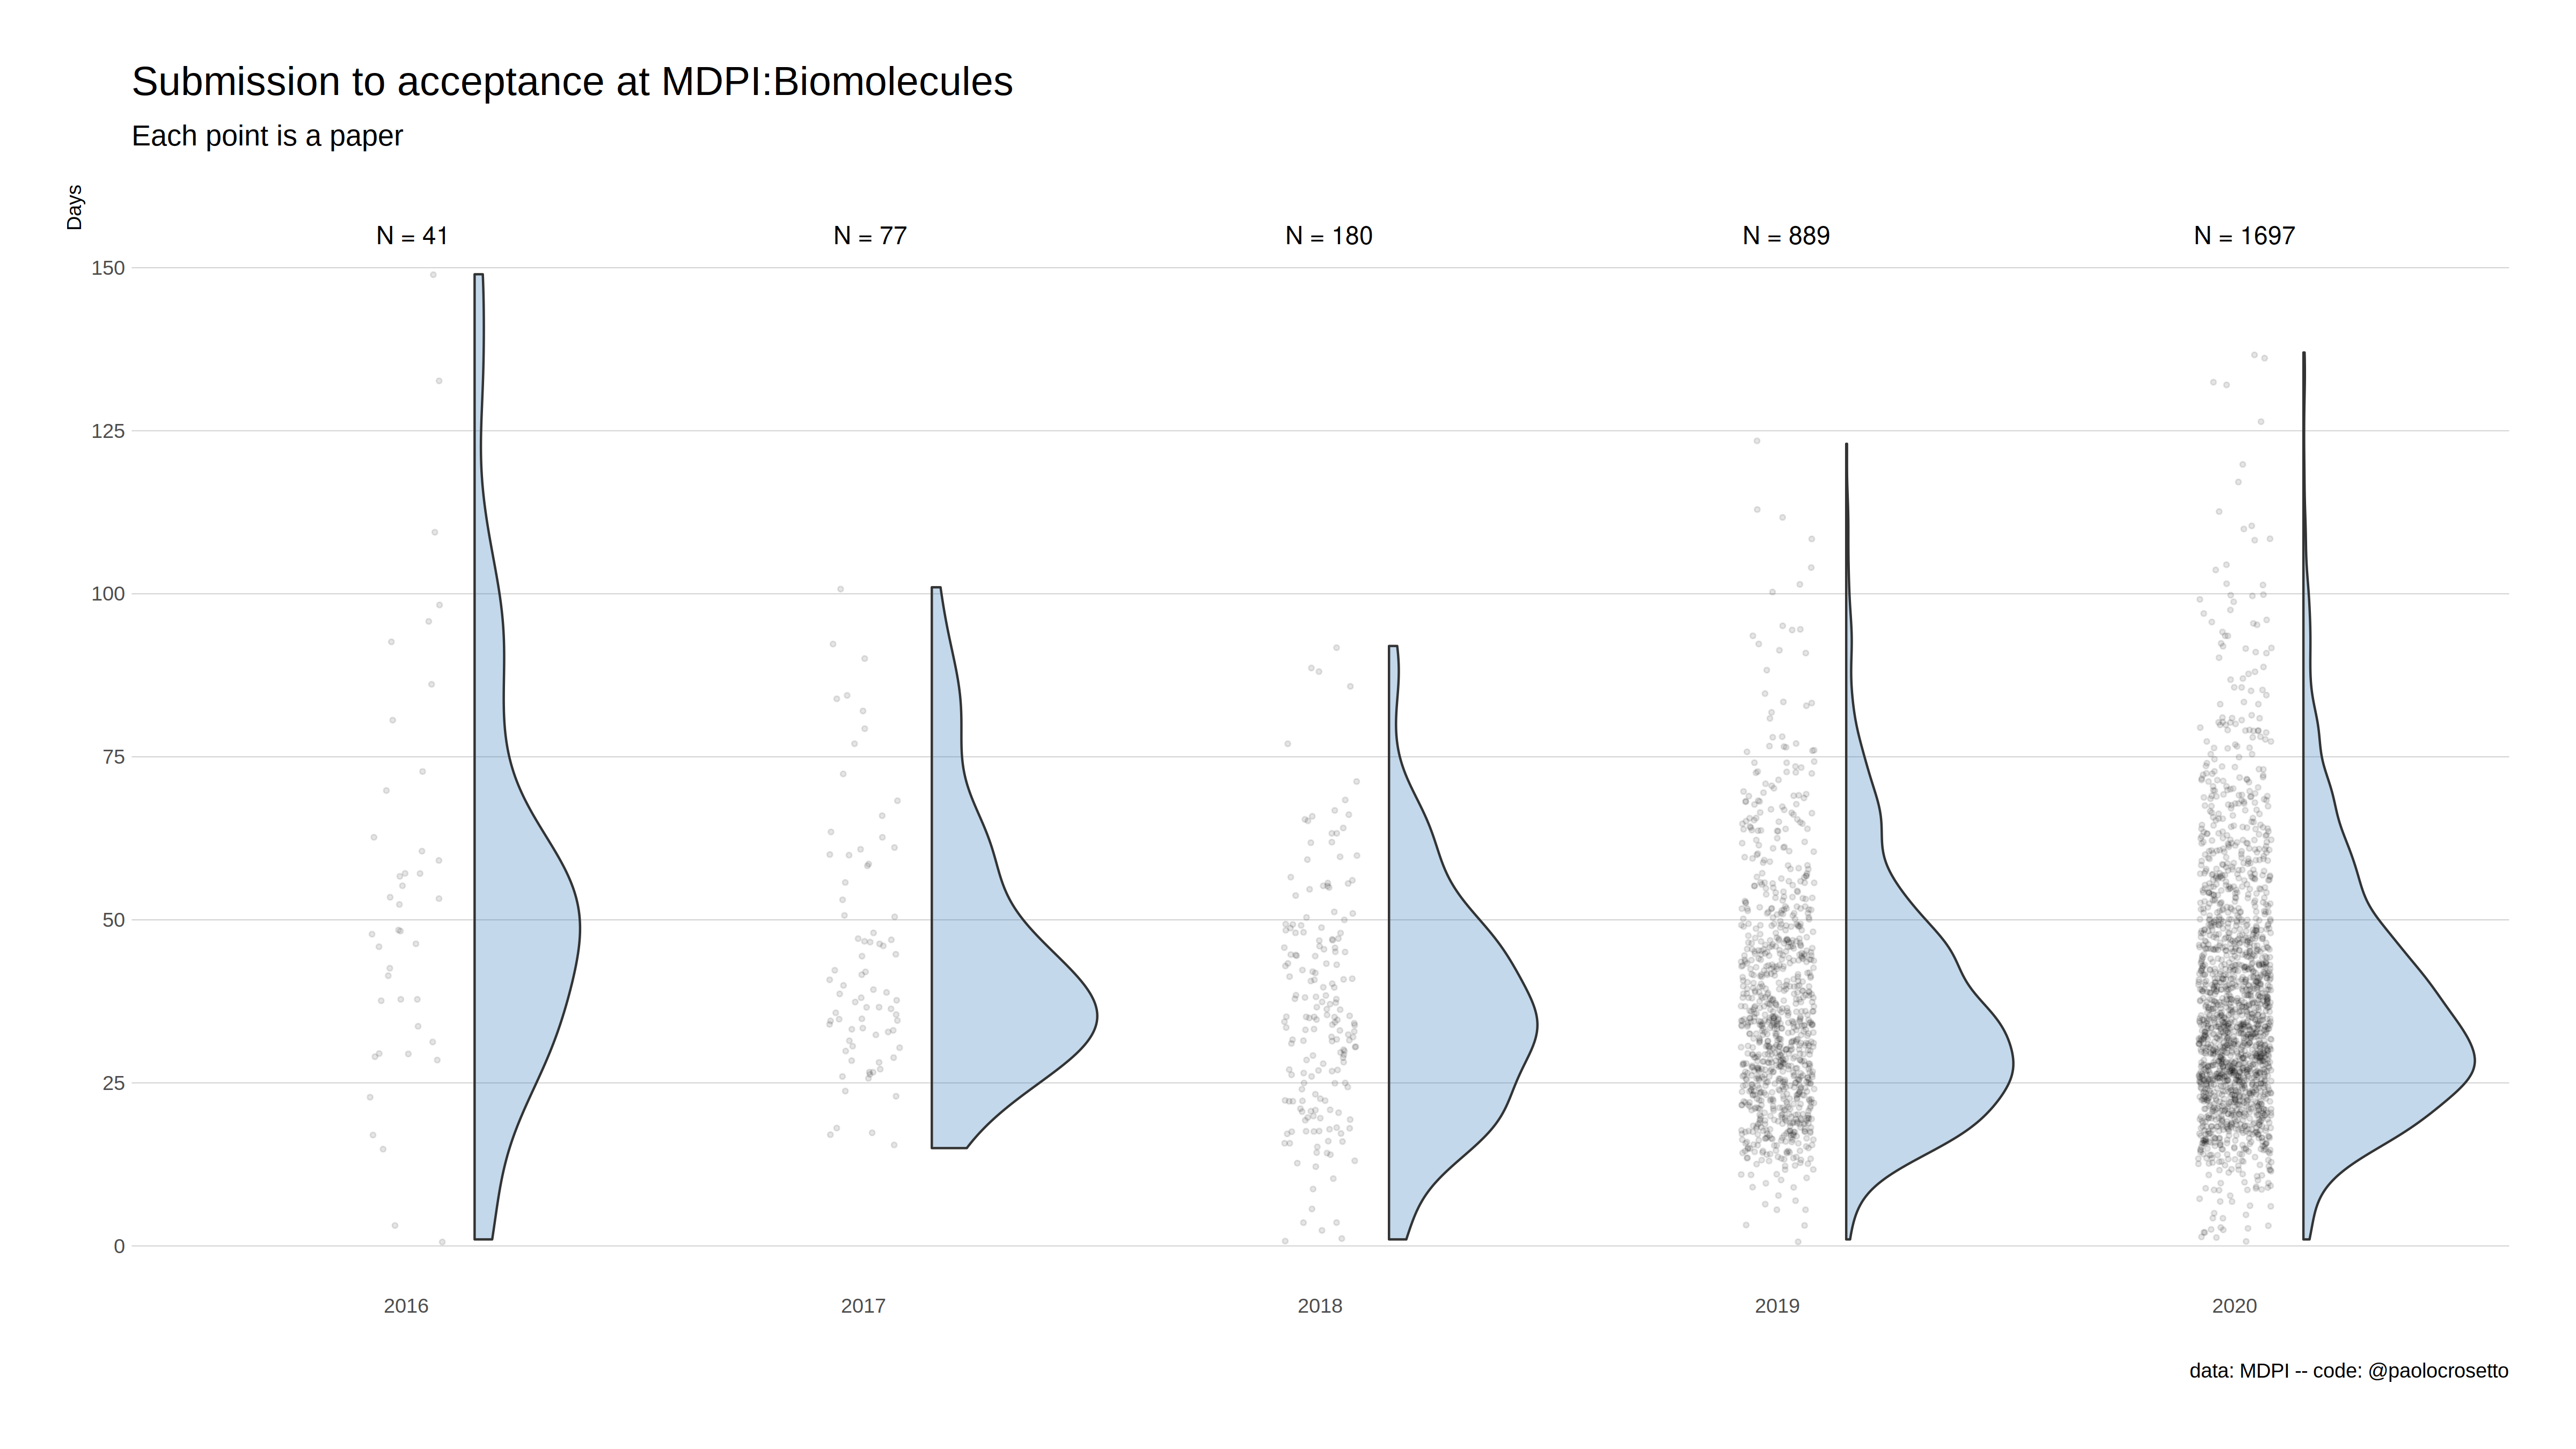 Submission to acceptance at MDPI:Biomolecules
Each point is a paper
Days
N = 41 N = 77 N = 180 N = 889 N = 1697
150
125
100
75
50
25
0
2016 2017 2018 2019 2020
data: MDPI -- code: @paolocrosetto